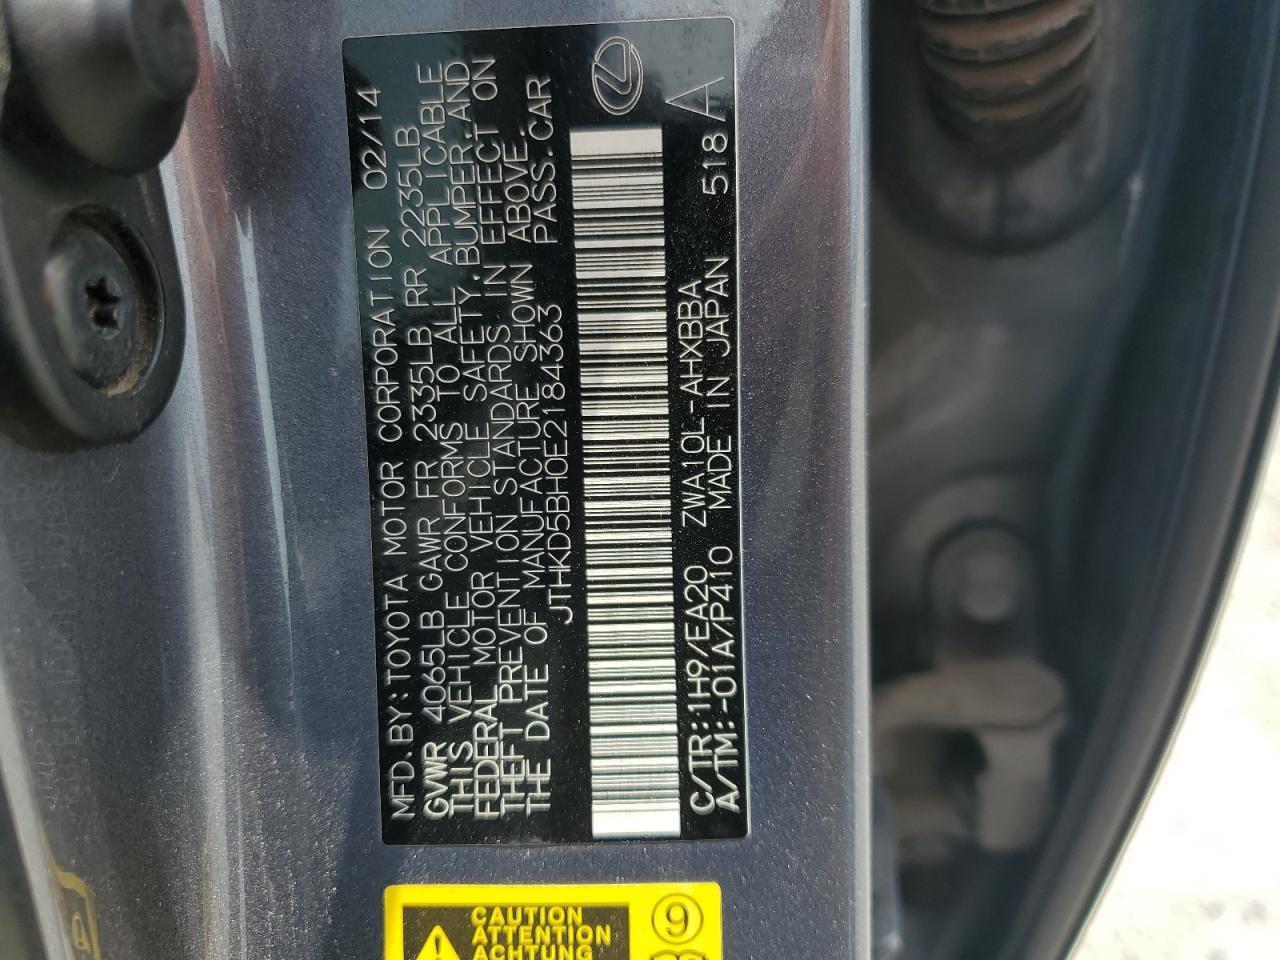 MFD. BY: TOYOTA MOTOR CORPORATION 02/14
GVWR 4065LB GAWR FR 2335LB RR 2235LB
THIS VEHICLE CONFORMS TO ALL APPLICABLE
FEDERAL MOTOR VEHICLE SAFETY, BUMPER, AND
THEFT PREVENTION STANDARDS IN EFFECT ON
THE DATE OF MANUFACTURE SHOWN ABOVE.
JTHKD5BH0E2184363 PASS. CAR
C/TR: 1H9/EA20 ZWA10L-AHXBBA 518
A/TM: -01A/P410 MADE IN JAPAN A
CAUTION
ATTENTION
ACHTUNG
9